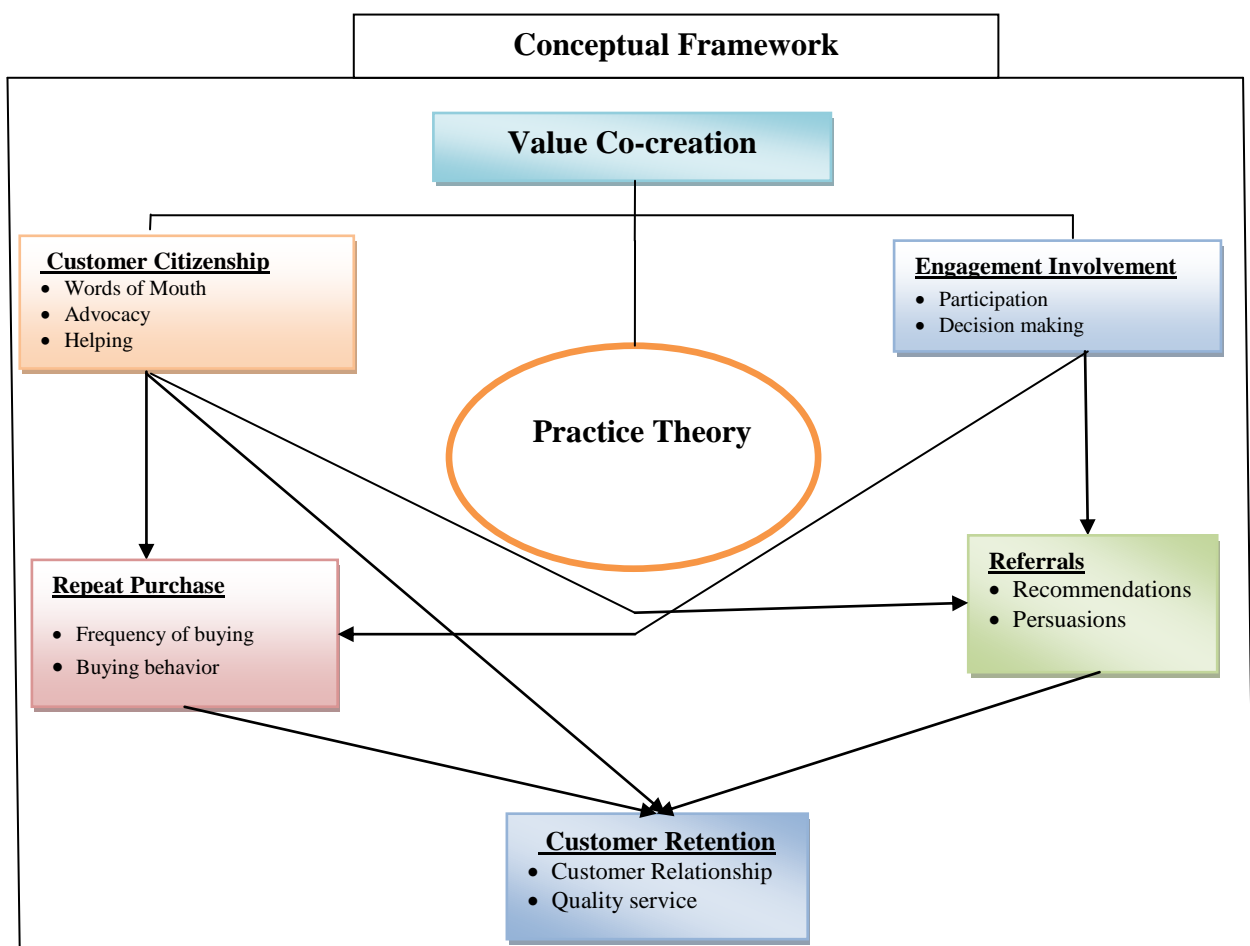 Conceptual Framework
Value Co-creation
Customer Citizenship
• Words of Mouth
• Advocacy
• Helping
Engagement Involvement
• Participation
• Decision making
Practice Theory
Repeat Purchase
• Frequency of buying
• Buying behavior
Referrals
• Recommendations
• Persuasions
Customer Retention
• Customer Relationship
• Quality service